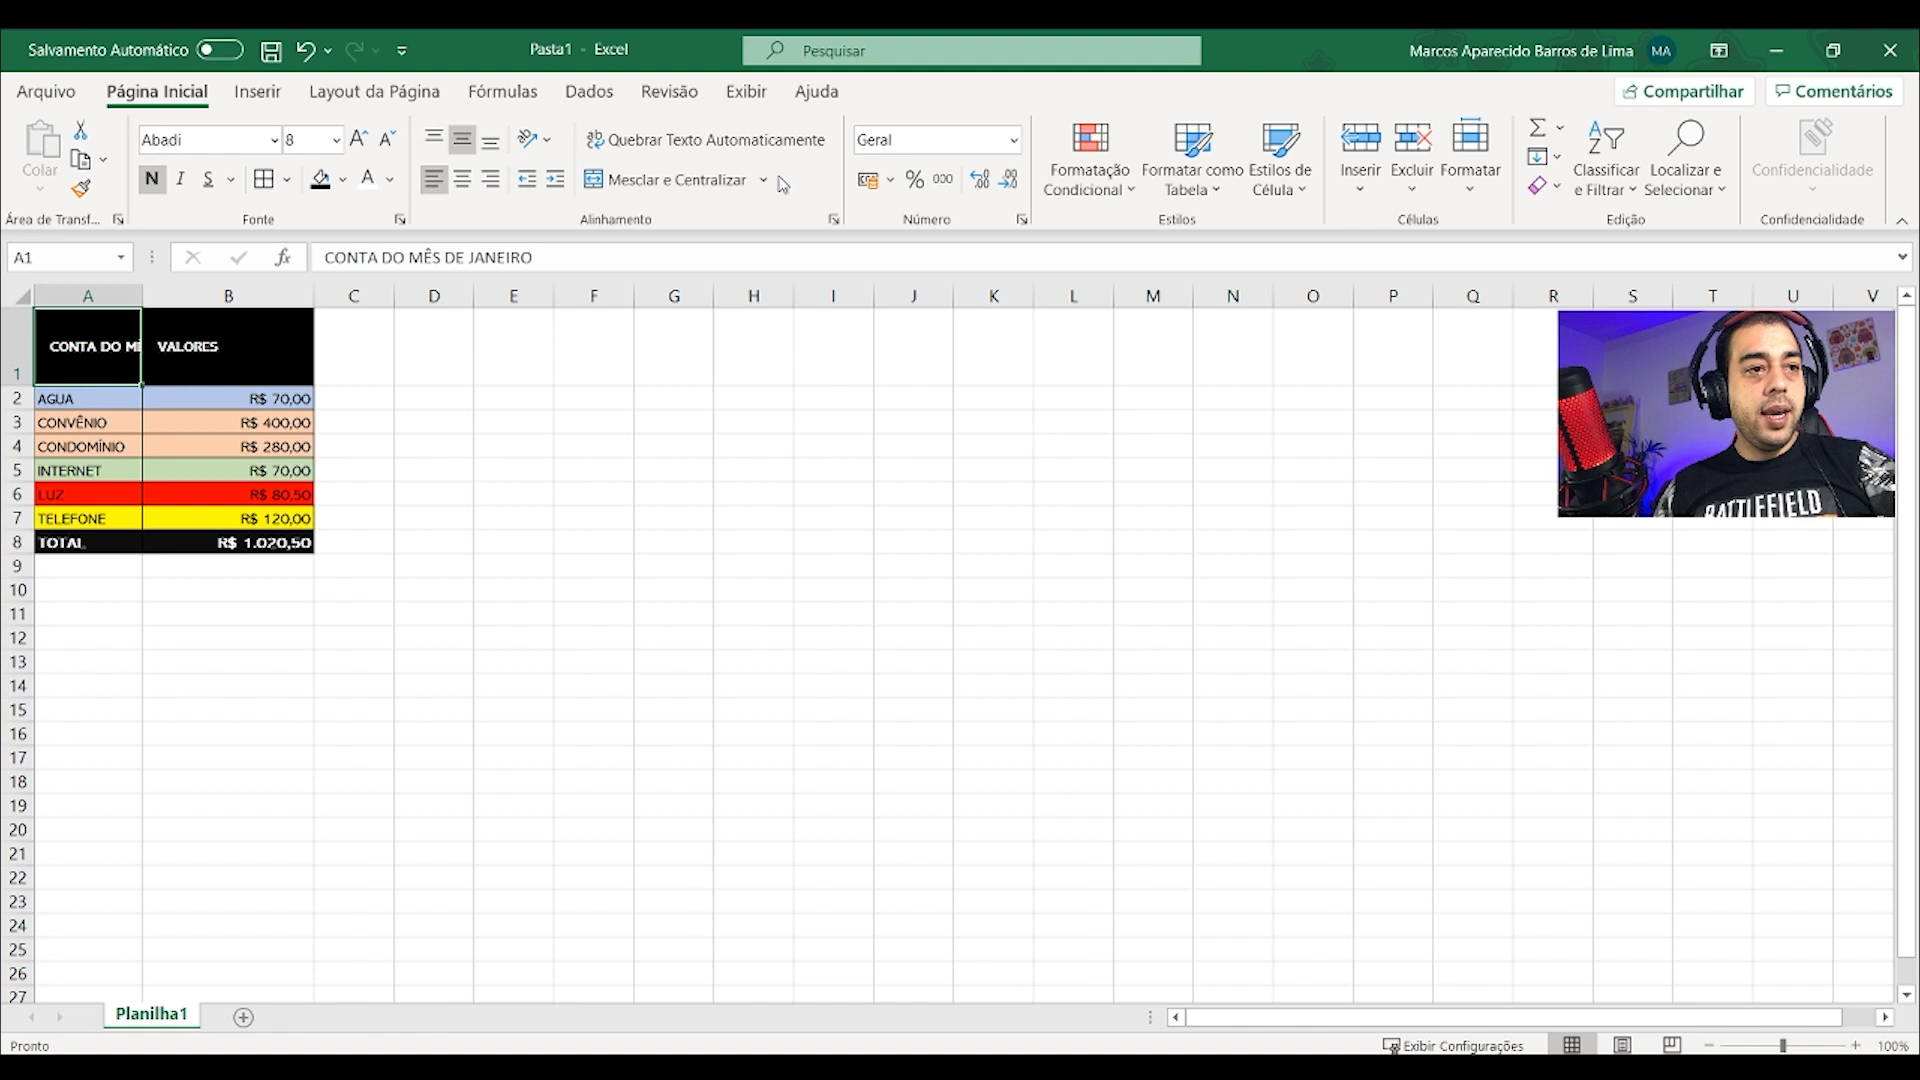 Salvamento Automático
Pasta1 - Excel
Pesquisar
Marcos Aparecido Barros de Lima
MA
Arquivo
Página Inicial
Inserir
Layout da Página
Fórmulas
Dados
Revisão
Exibir
Ajuda
Compartilhar
Comentários
Colar
Abadi
8
N I S
A
Quebrar Texto Automaticamente
Mesclar e Centralizar
Geral
% 000
Formatação Condicional
Formatar como Tabela
Estilos de Célula
Inserir
Excluir
Formatar
Classificar e Filtrar
Localizar e Selecionar
Confidencialidade
Área de Transf...
Fonte
Alinhamento
Número
Estilos
Células
Edição
Confidencialidade
A1
fx
CONTA DO MÊS DE JANEIRO
A B C D E F G H I J K L M N O P Q R S T U V
1 CONTA DO MÊ VALORES
2 AGUA R$ 70,00
3 CONVÊNIO R$ 400,00
4 CONDOMÍNIO R$ 280,00
5 INTERNET R$ 70,00
6 LUZ R$ 80,50
7 TELEFONE R$ 120,00
8 TOTAL R$ 1.020,50
9
10
11
12
13
14
15
16
17
18
19
20
21
22
23
24
25
26
27
BATTLEFIELD
Planilha1
Pronto
Exibir Configurações
100%